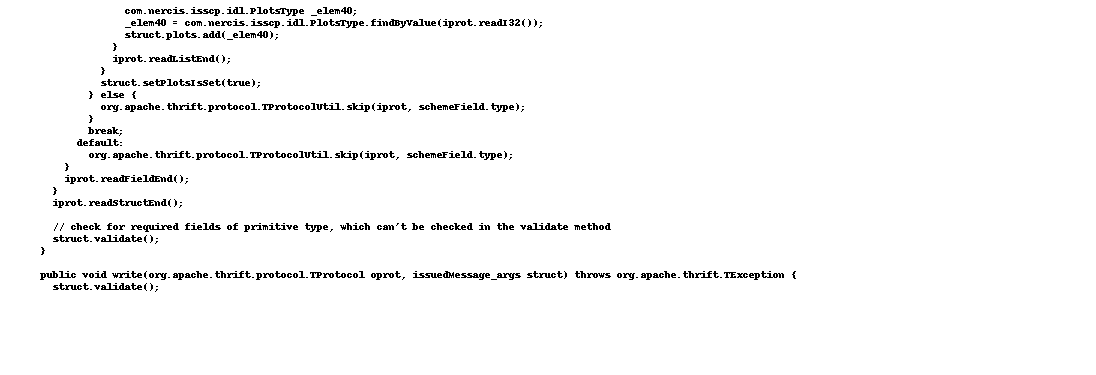 com.nercis.isscp.idl.PlotsType _elem40;
_elem40 = com.nercis.isscp.idl.PlotsType.findByValue(iprot.readI32());
struct.plots.add(_elem40);
}
iprot.readListEnd();
}
struct.setPlotsIsSet(true);
} else {
org.apache.thrift.protocol.TProtocolUtil.skip(iprot, schemeField.type);
}
break;
default:
org.apache.thrift.protocol.TProtocolUtil.skip(iprot, schemeField.type);
}
iprot.readFieldEnd();
}
iprot.readStructEnd();
// check for required fields of primitive type, which can't be checked in the validate method
struct.validate();
}
public void write(org.apache.thrift.protocol.TProtocol oprot, issuedMessage_args struct) throws org.apache.thrift.TException {
struct.validate();